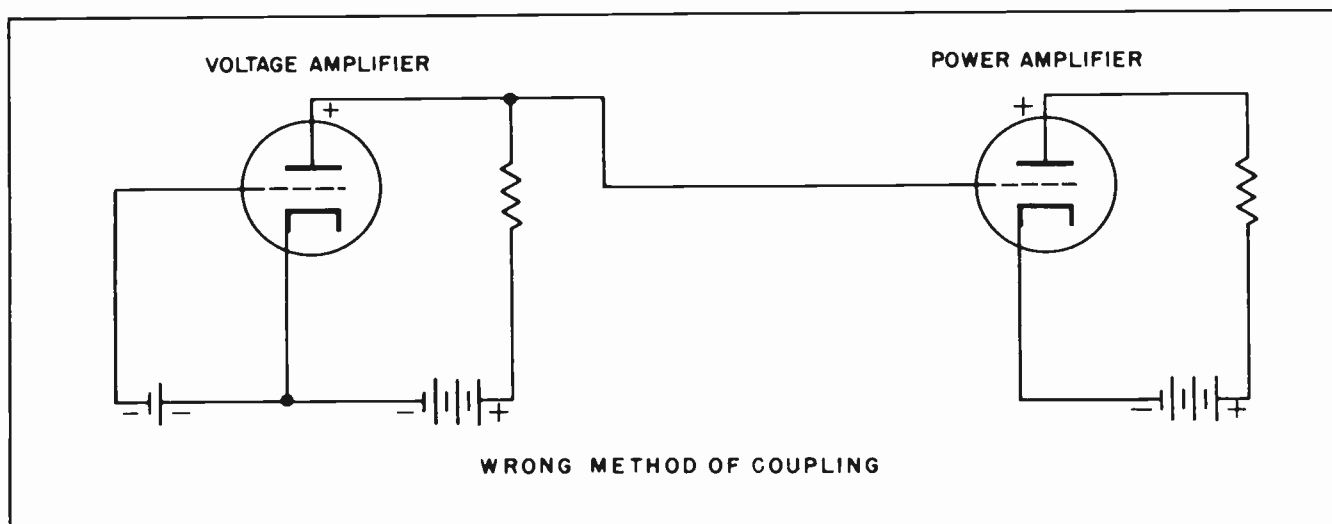 VOLTAGE AMPLIFIER
POWER AMPLIFIER
+
+
- -
- +
- +
WRONG METHOD OF COUPLING